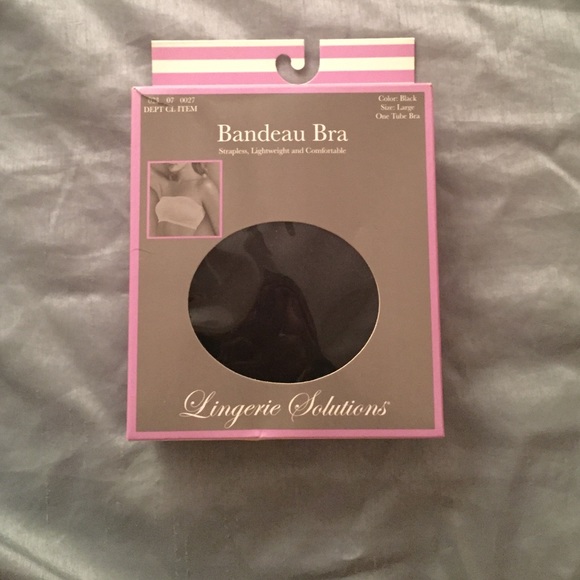 07 0027
DEPT CL ITEM
Color: Black
Size: Large
One Tube Bra
Bandeau Bra
Strapless, Lightweight and Comfortable
Lingerie Solutions